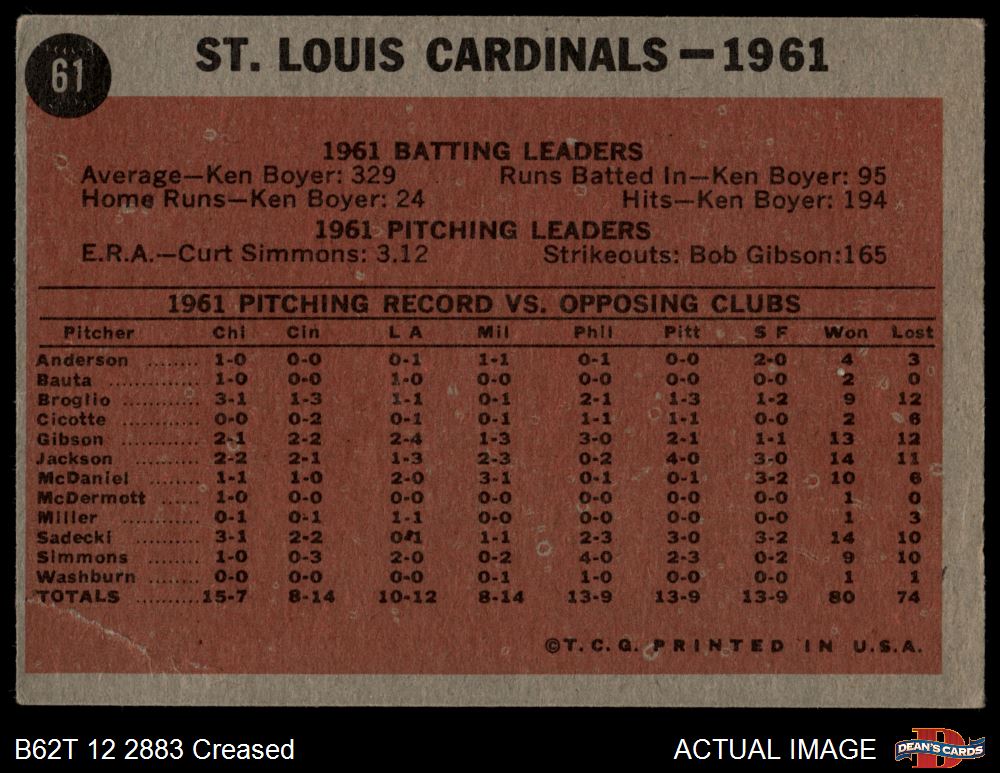 61
ST. LOUIS CARDINALS — 1961
1961 BATTING LEADERS
Average—Ken Boyer: 329 Runs Batted In—Ken Boyer: 95
Home Runs—Ken Boyer: 24 Hits—Ken Boyer: 194
1961 PITCHING LEADERS
E.R.A.—Curt Simmons: 3.12 Strikeouts: Bob Gibson:165
1961 PITCHING RECORD VS. OPPOSING CLUBS
Pitcher Chi Cin L A Mil Phil Pitt S F Won Lost
Anderson ........ 1-0 0-0 0-1 1-1 0-1 0-0 2-0 4 3
Bauta ............. 1-0 0-0 1-0 0-0 0-0 0-0 0-0 2 0
Broglio ........... 3-1 1-3 1-1 0-1 2-1 1-3 1-2 9 12
Cicotte ........... 0-0 0-2 0-1 0-1 1-1 1-1 0-0 2 6
Gibson ........... 2-1 2-2 2-4 1-3 3-0 2-1 1-1 13 12
Jackson .......... 2-2 2-1 1-3 2-3 0-2 4-0 3-0 14 11
McDaniel ........ 1-1 1-0 2-0 3-1 0-1 0-1 3-2 10 6
McDermott ...... 1-0 0-0 0-0 0-0 0-0 0-0 0-0 1 0
Miller ............ 0-1 0-1 1-1 0-0 0-0 0-0 0-0 1 3
Sadecki .......... 3-1 2-2 0-1 1-1 2-3 3-0 3-2 14 10
Simmons ........ 1-0 0-3 2-0 0-2 4-0 2-3 0-2 9 10
Washburn ....... 0-0 0-0 0-0 0-1 1-0 0-0 0-0 1 1
TOTALS .......... 15-7 8-14 10-12 8-14 13-9 13-9 13-9 80 74
©T.C.G. PRINTED IN U.S.A.
B62T 12 2883 Creased ACTUAL IMAGE DEAN'S CARDS